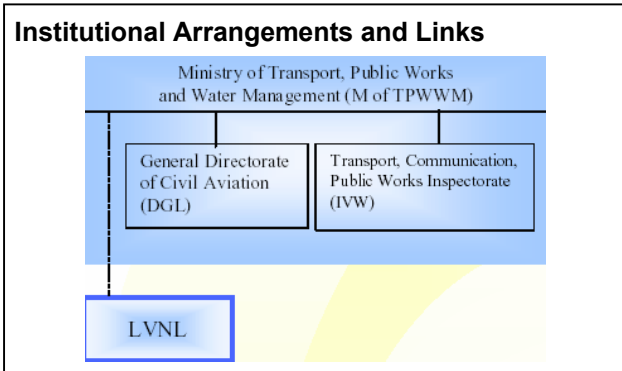 Institutional Arrangements and Links
Ministry of Transport, Public Works
and Water Management (M of TPWWM)
General Directorate
of Civil Aviation
(DGL)
Transport, Communication,
Public Works Inspectorate
(IVW)
LVNL